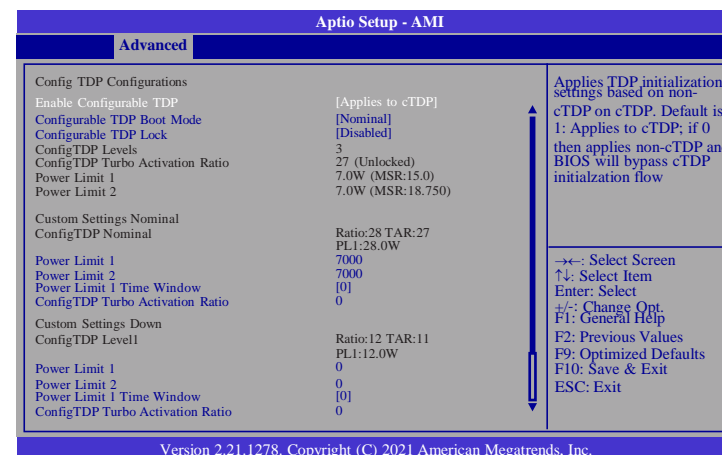 Aptio Setup - AMI
Advanced
Config TDP Configurations
Enable Configurable TDP [Applies to cTDP]
Configurable TDP Boot Mode [Nominal]
Configurable TDP Lock [Disabled]
ConfigTDP Levels 3
ConfigTDP Turbo Activation Ratio 27 (Unlocked)
Power Limit 1 7.0W (MSR:15.0)
Power Limit 2 7.0W (MSR:18.750)
Custom Settings Nominal
ConfigTDP Nominal Ratio:28 TAR:27
PL1:28.0W
Power Limit 1 7000
Power Limit 2 7000
Power Limit 1 Time Window [0]
ConfigTDP Turbo Activation Ratio 0
Custom Settings Down
ConfigTDP Level1 Ratio:12 TAR:11
PL1:12.0W
Power Limit 1 0
Power Limit 2 0
Power Limit 1 Time Window [0]
ConfigTDP Turbo Activation Ratio 0
Applies TDP initialization
settings based on non-
cTDP on cTDP. Default is
1: Applies to cTDP; if 0
then applies non-cTDP an
BIOS will bypass cTDP
initialzation flow
→←: Select Screen
↑↓: Select Item
Enter: Select
+/-: Change Opt.
F1: General Help
F2: Previous Values
F9: Optimized Defaults
F10: Save & Exit
ESC: Exit
Version 2.21.1278. Copyright (C) 2021 American Megatrends, Inc.